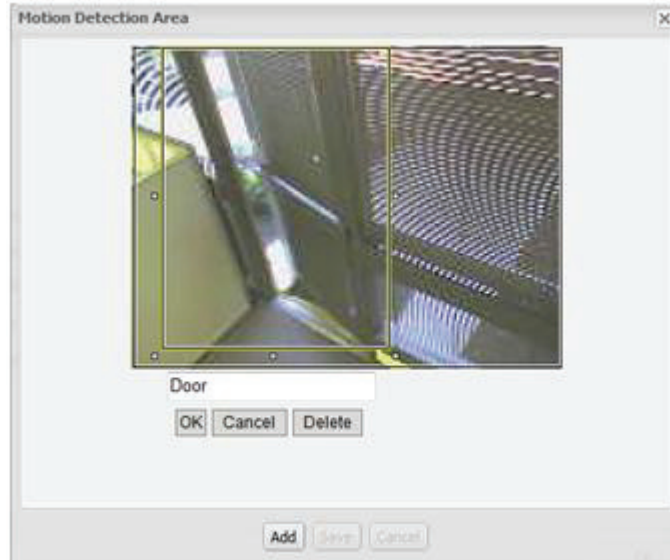 Motion Detection Area
Door
OK Cancel Delete
Add Save Cancel